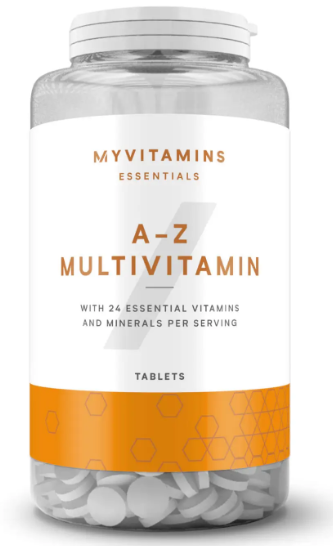 MYVITAMINS
ESSENTIALS
A-Z
MULTIVITAMIN
WITH 24 ESSENTIAL VITAMINS
AND MINERALS PER SERVING
TABLETS